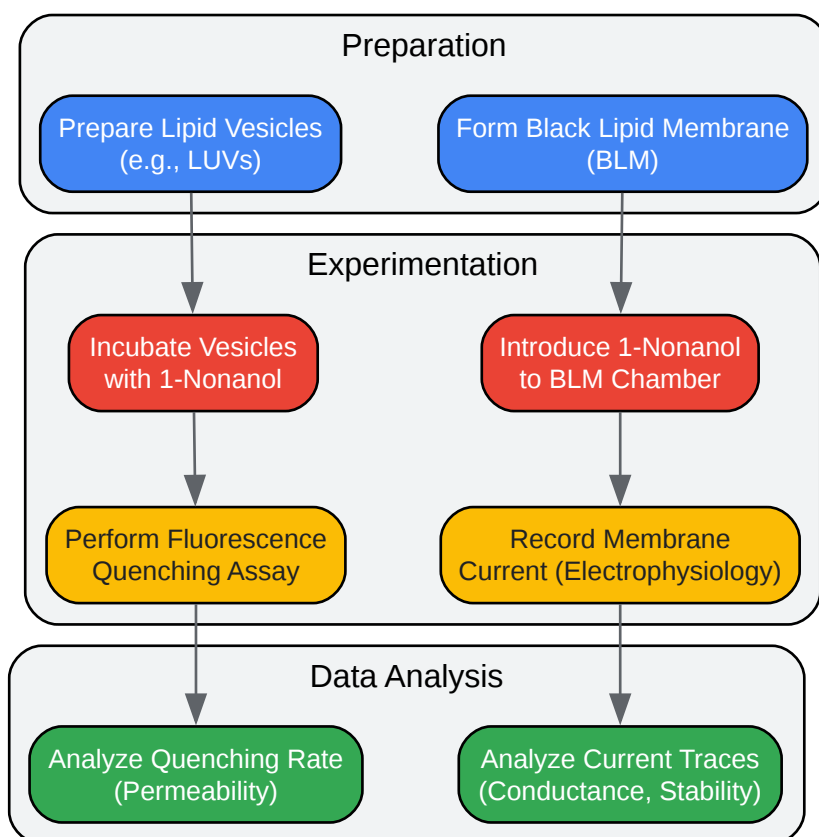 Preparation
Prepare Lipid Vesicles
(e.g., LUVs)
Form Black Lipid Membrane
(BLM)
Experimentation
Incubate Vesicles
with 1-Nonanol
Introduce 1-Nonanol
to BLM Chamber
Perform Fluorescence
Quenching Assay
Record Membrane
Current (Electrophysiology)
Data Analysis
Analyze Quenching Rate
(Permeability)
Analyze Current Traces
(Conductance, Stability)